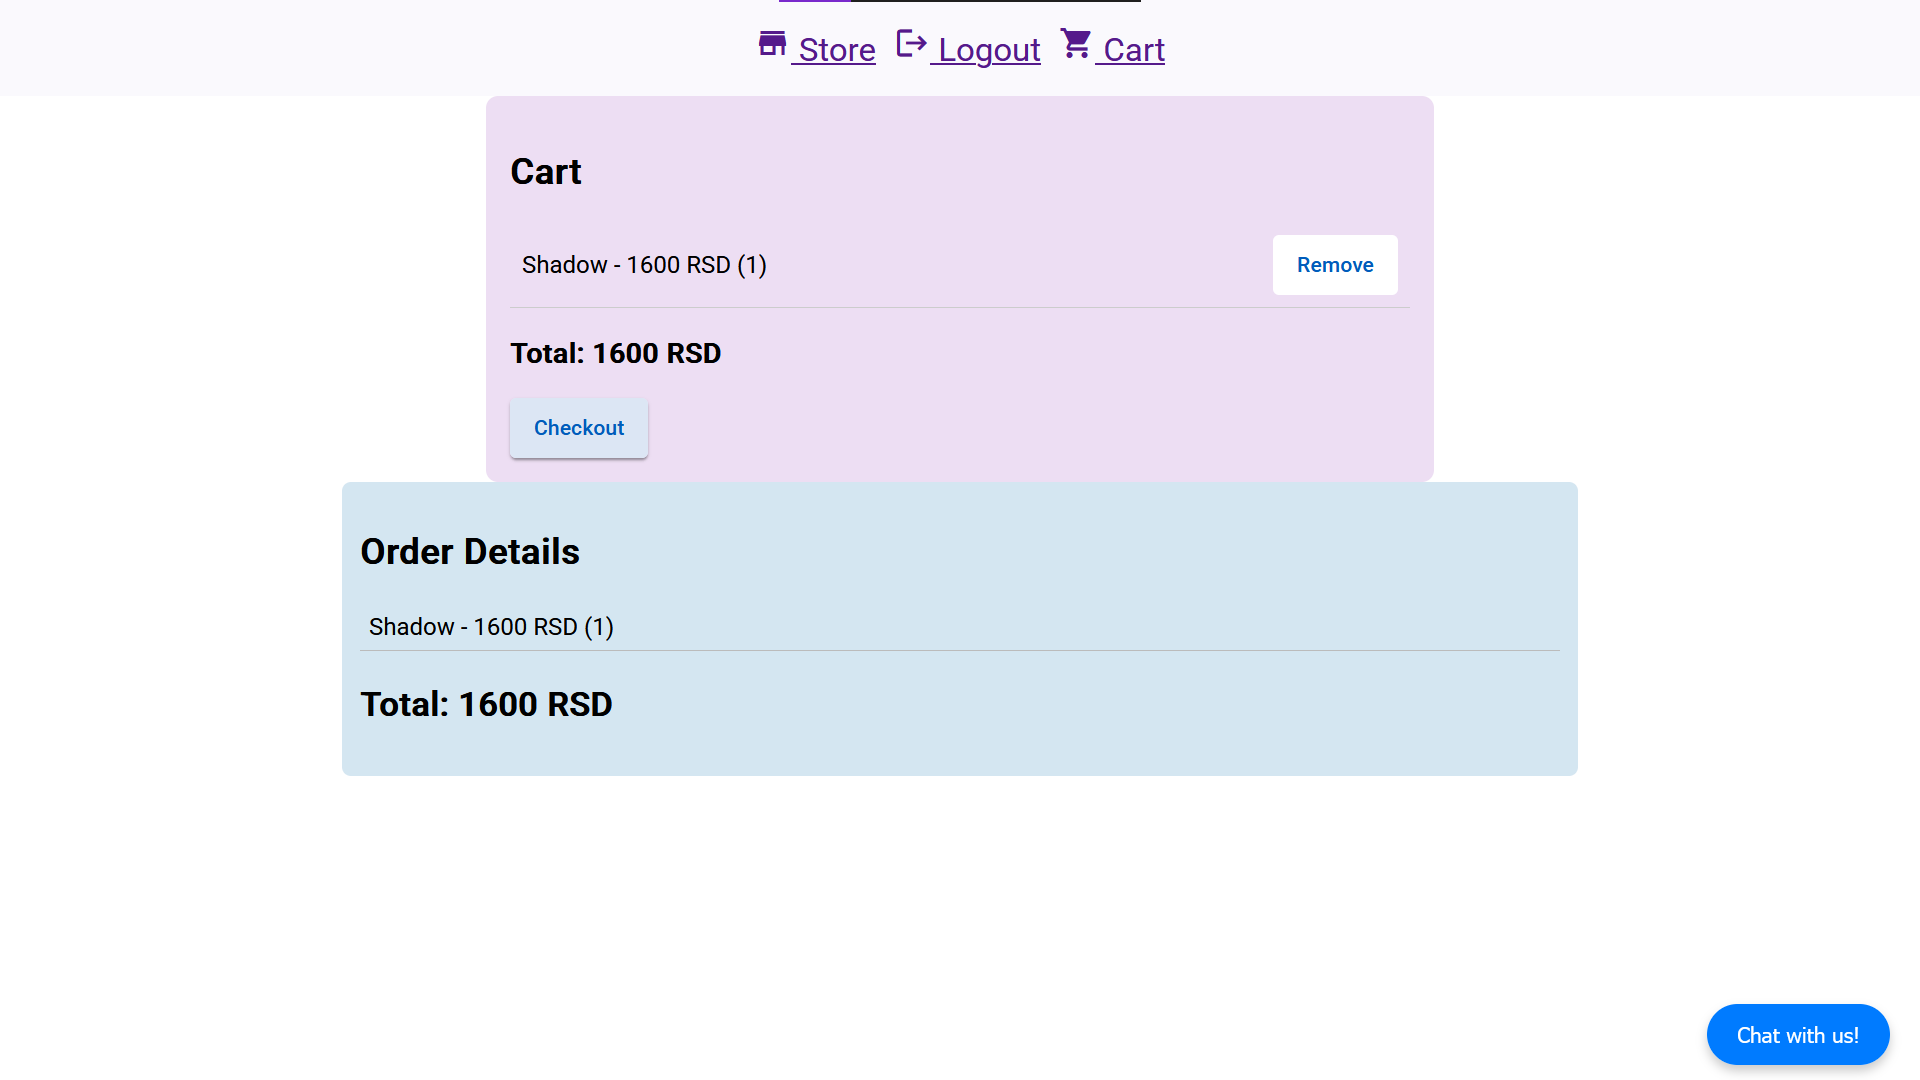 Store Logout Cart
Cart
Shadow - 1600 RSD (1) Remove
Total: 1600 RSD
Checkout
Order Details
Shadow - 1600 RSD (1)
Total: 1600 RSD
Chat with us!